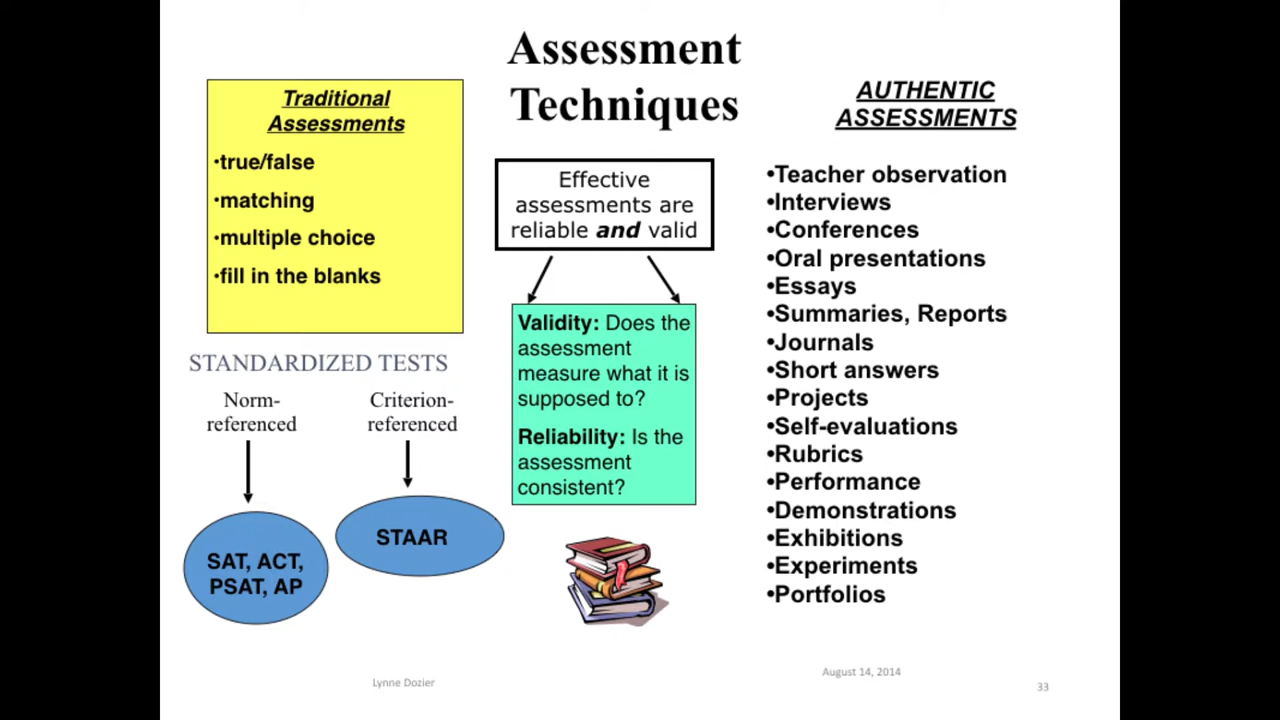 Assessment
Techniques
Traditional
Assessments
•true/false
•matching
•multiple choice
•fill in the blanks
STANDARDIZED TESTS
Norm-
referenced
Criterion-
referenced
SAT, ACT,
PSAT, AP
STAAR
Effective
assessments are
reliable and valid
Validity: Does the
assessment
measure what it is
supposed to?
Reliability: Is the
assessment
consistent?
AUTHENTIC
ASSESSMENTS
•Teacher observation
•Interviews
•Conferences
•Oral presentations
•Essays
•Summaries, Reports
•Journals
•Short answers
•Projects
•Self-evaluations
•Rubrics
•Performance
•Demonstrations
•Exhibitions
•Experiments
•Portfolios
Lynne Dozier
August 14, 2014
33